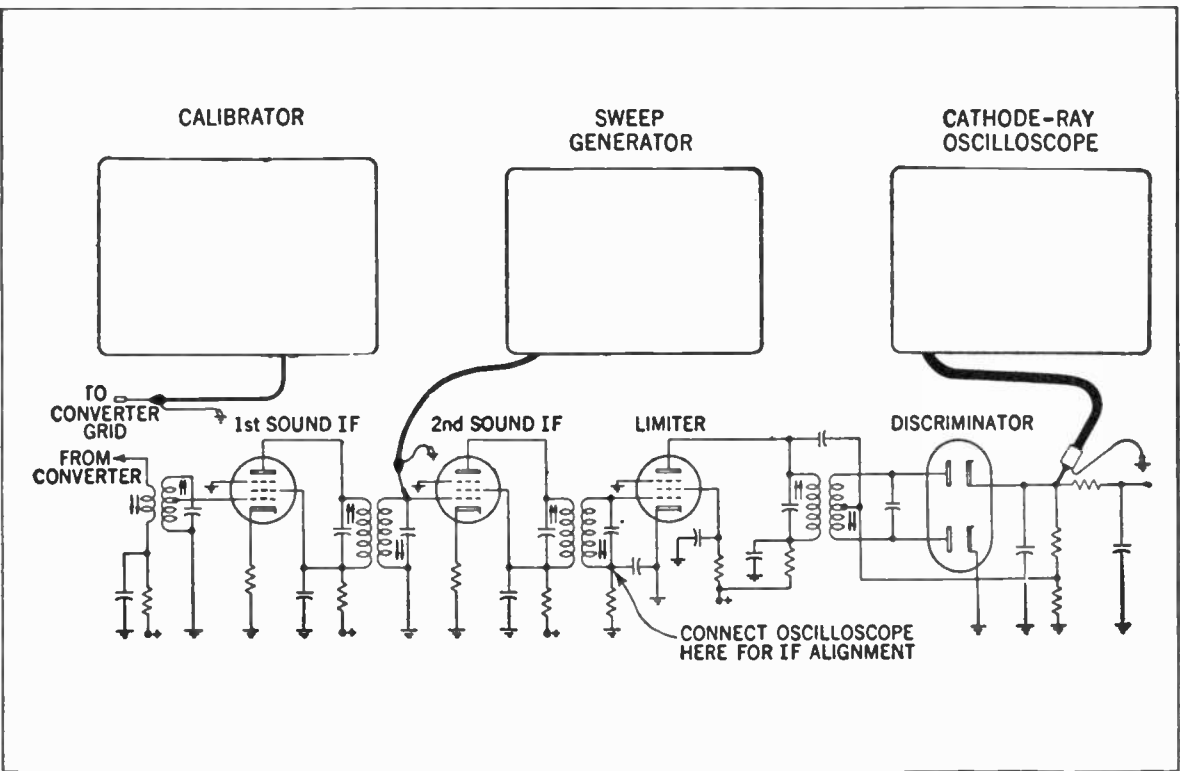 CALIBRATOR
SWEEP
GENERATOR
CATHODE-RAY
OSCILLOSCOPE
TO
CONVERTER
GRID
FROM
CONVERTER
1st SOUND IF
2nd SOUND IF
LIMITER
DISCRIMINATOR
CONNECT OSCILLOSCOPE
HERE FOR IF ALIGNMENT